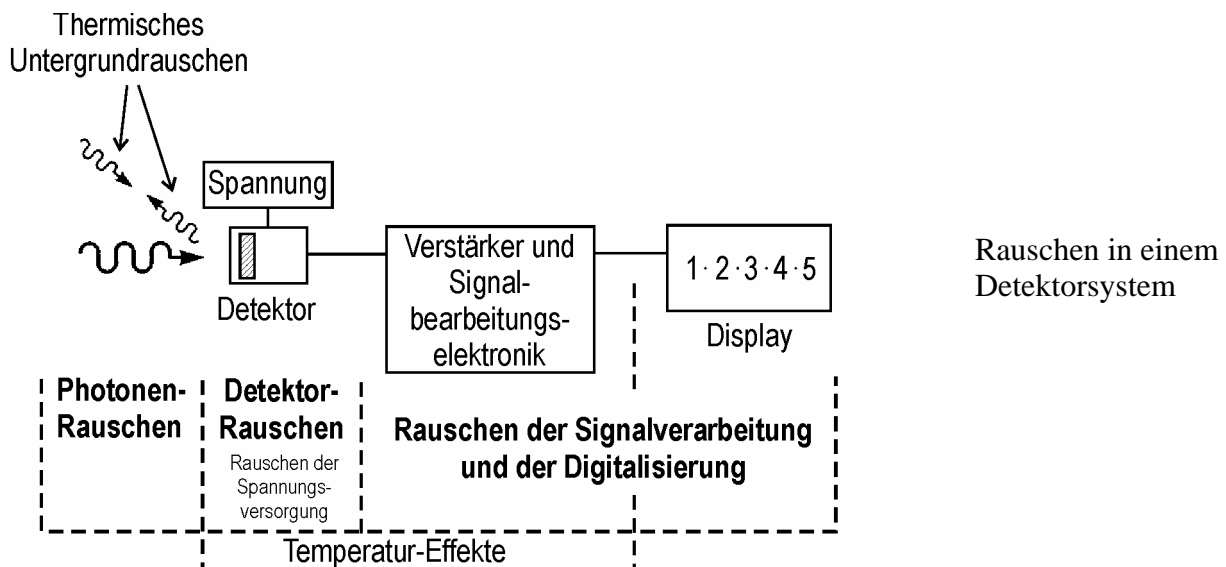 Thermisches
Untergrundrauschen
Spannung
Detektor
Verstärker und
Signal-
bearbeitungs-
elektronik
1·2·3·4·5
Display
Rauschen in einem
Detektorsystem
Photonen-
Rauschen
Detektor-
Rauschen
Rauschen der
Spannungs-
versorgung
Rauschen der Signalverarbeitung
und der Digitalisierung
Temperatur-Effekte